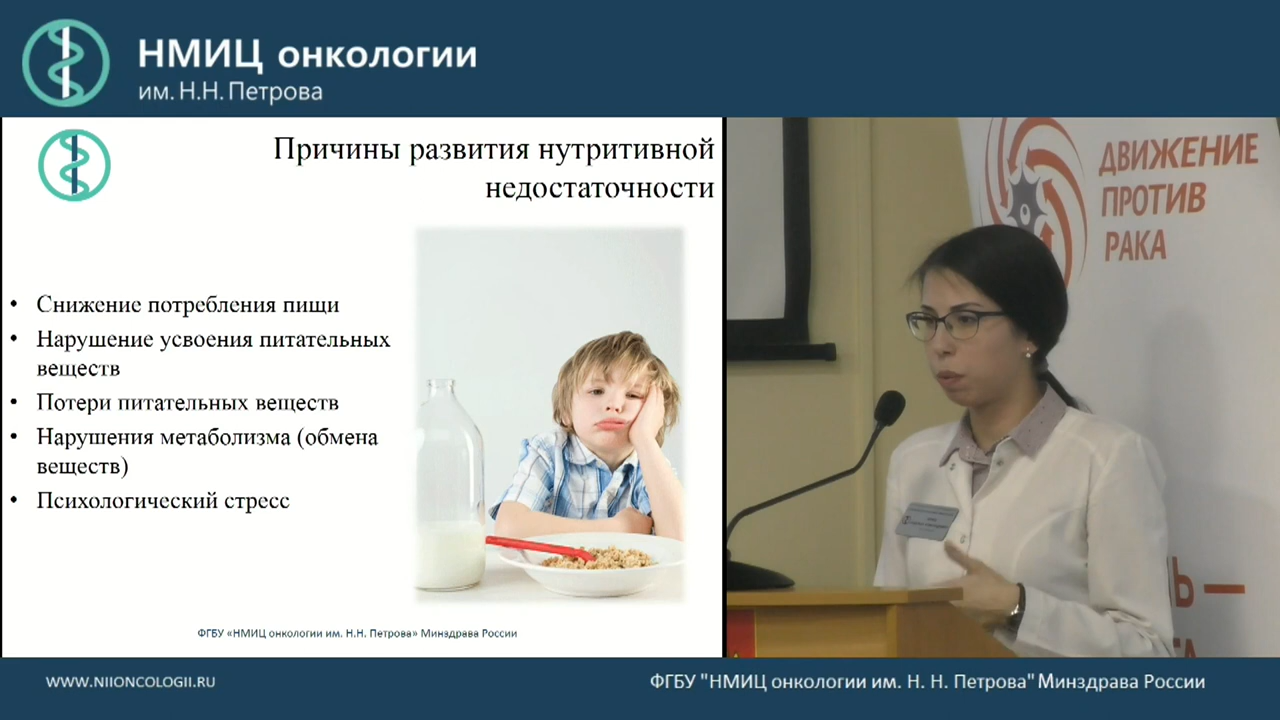 НМИЦ онкологии
им. Н.Н. Петрова
Причины развития нутритивной
недостаточности
• Снижение потребления пищи
• Нарушение усвоения питательных
веществ
• Потери питательных веществ
• Нарушения метаболизма (обмена
веществ)
• Психологический стресс
ФГБУ «НМИЦ онкологии им. Н.Н. Петрова» Минздрава России
ДВИЖЕНИЕ
ПРОТИВ
РАКА
WWW.NIIONCOLOGII.RU
ФГБУ "НМИЦ онкологии им. Н. Н. Петрова" Минздрава России